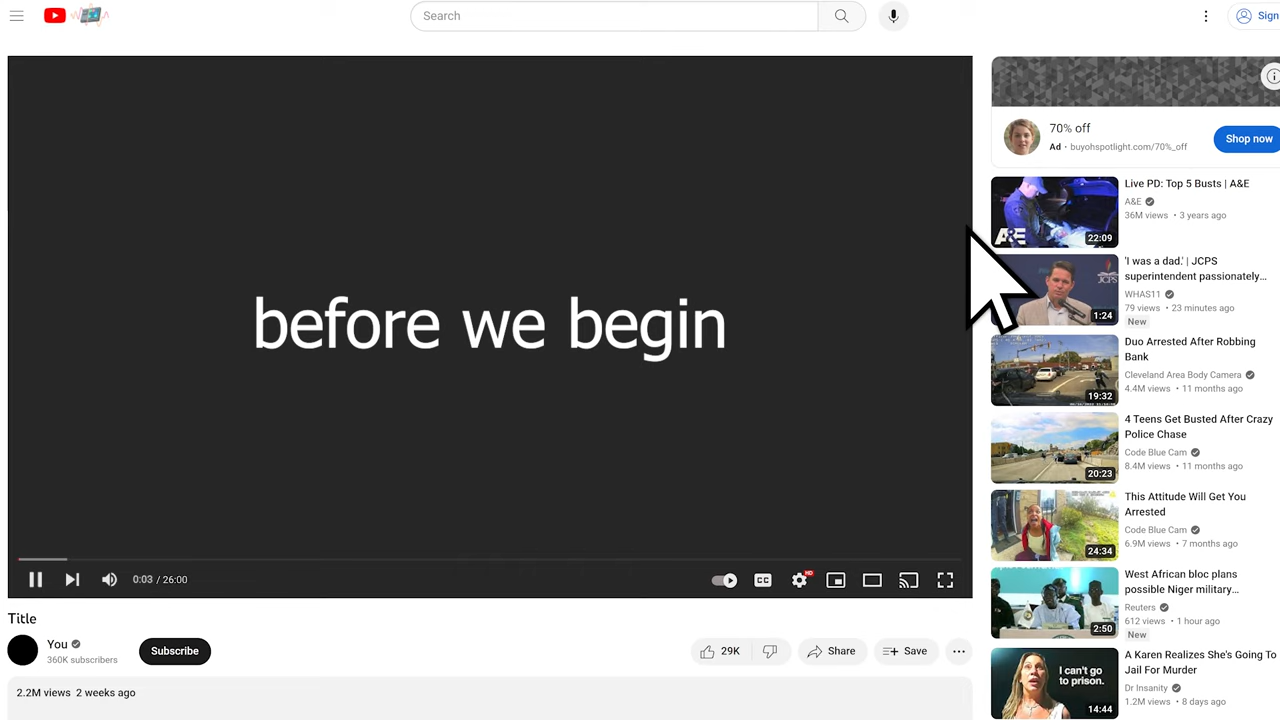 Search
Sign
before we begin
0:03 / 26:00
CC
HD
Title
You
360K subscribers
Subscribe
29K
Share
Save
2.2M views 2 weeks ago
70% off
Ad · buyohspotlight.com/70%_off
Shop now
A&E
22:09
Live PD: Top 5 Busts | A&E
A&E
36M views • 3 years ago
JCPS
1:24
'I was a dad.' | JCPS
superintendent passionately…
WHAS11
79 views • 23 minutes ago
New
19:32
Duo Arrested After Robbing
Bank
Cleveland Area Body Camera
4.4M views • 11 months ago
20:23
4 Teens Get Busted After Crazy
Police Chase
Code Blue Cam
8.4M views • 11 months ago
24:34
This Attitude Will Get You
Arrested
Code Blue Cam
6.9M views • 7 months ago
2:50
West African bloc plans
possible Niger military…
Reuters
612 views • 1 hour ago
New
I can't go
to prison.
14:44
A Karen Realizes She's Going To
Jail For Murder
Dr Insanity
1.2M views • 8 days ago